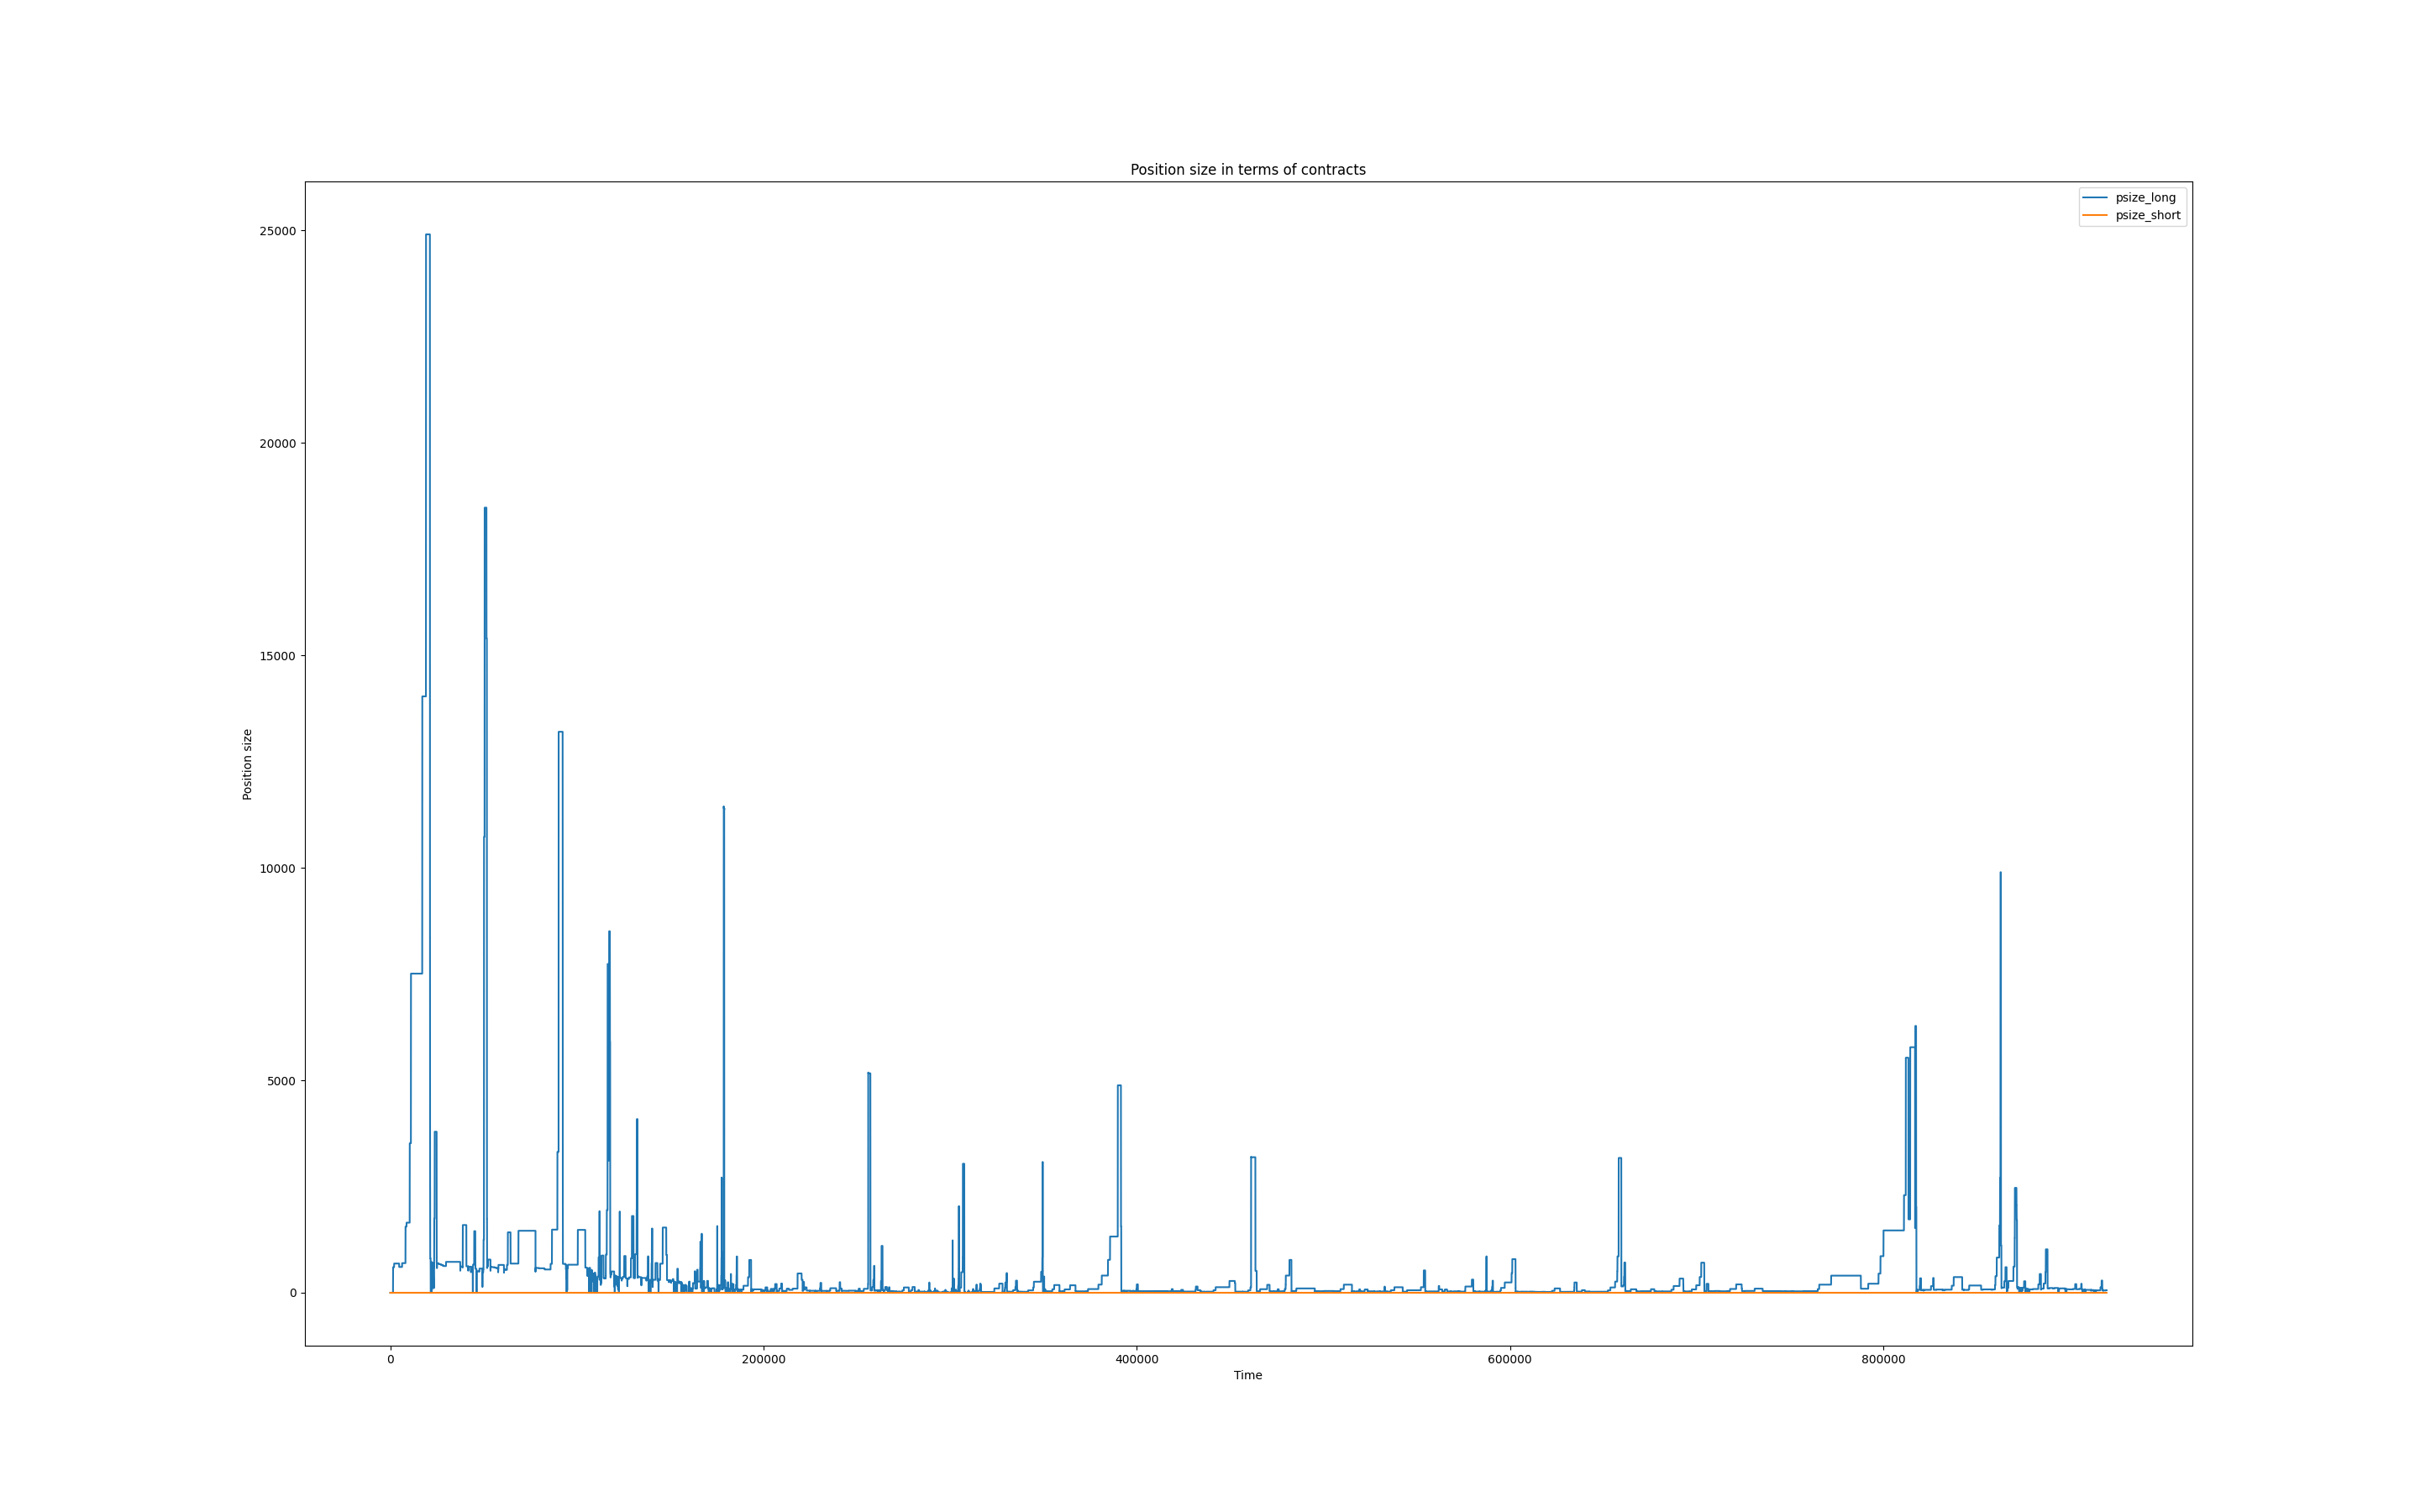 Position size in terms of contracts
psize_long
psize_short
25000
20000
15000
10000
5000
0
Position size
0 200000 400000 600000 800000
Time